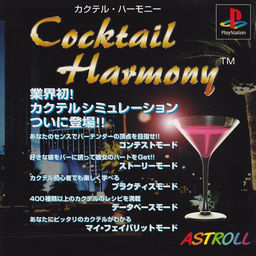 カクテル・ハーモニー
Cocktail
Harmony™
PlayStation
業界初!
カクテルシミュレーション
ついに登場!!
あなたのセンスでバーテンダーの頂点を目指せ!!
コンテストモード
好きな娘をバーに誘って彼女のハートをGet!!
ストーリーモード
カクテル初心者でも楽しく学べる
プラクティスモード
400種類以上のカクテルのレシピを満載
データベースモード
あなたにピッタリのカクテルがわかる
マイ・フェイバリットモード
ASTROLL